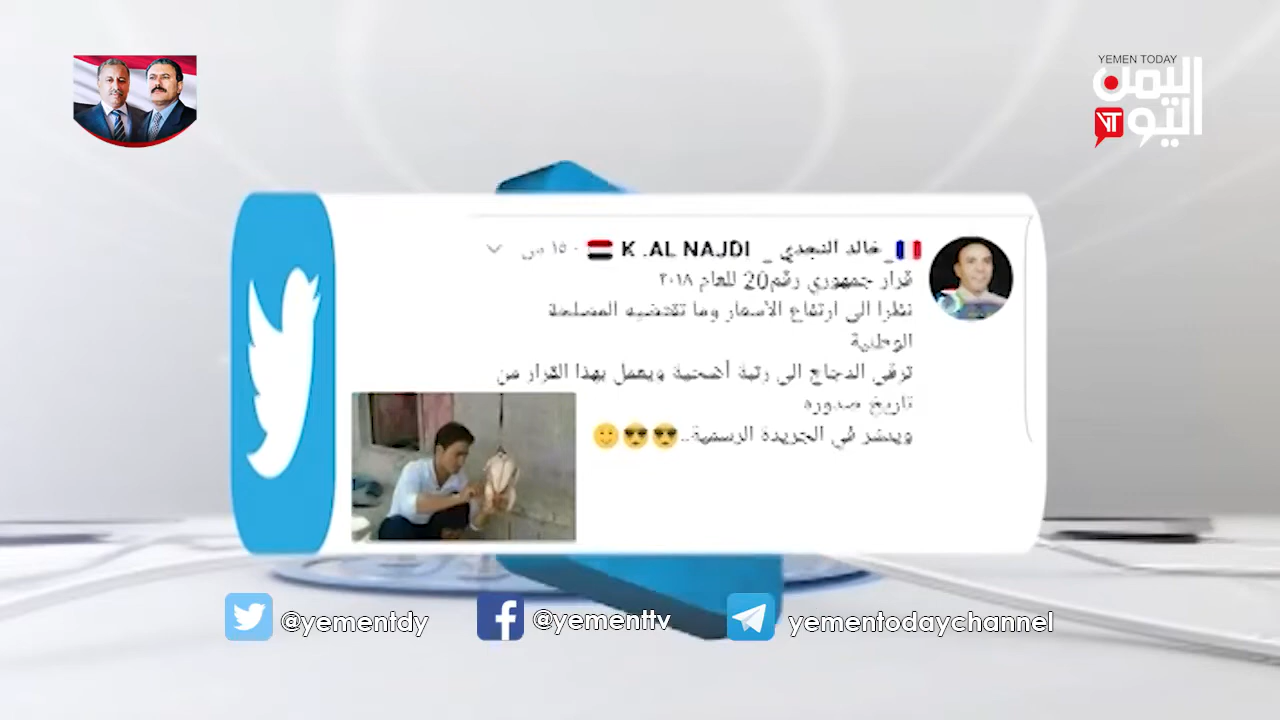 YEMEN TODAY
اليمن
اليوم
_خالد النجدي _ K .AL NAJDI · ١٥ س
قرار جمهوري رقم20 للعام ٢٠١٨
نظرا الى ارتفاع الأسعار وما تقتضيه المصلحة
الوطنية
ترقى الدجاج الى رتبة أضحية ويعمل بهذا القرار من
تاريخ صدوره
وينشر في الجريدة الرسمية..
@yementdy
@yementtv
yementodaychannel